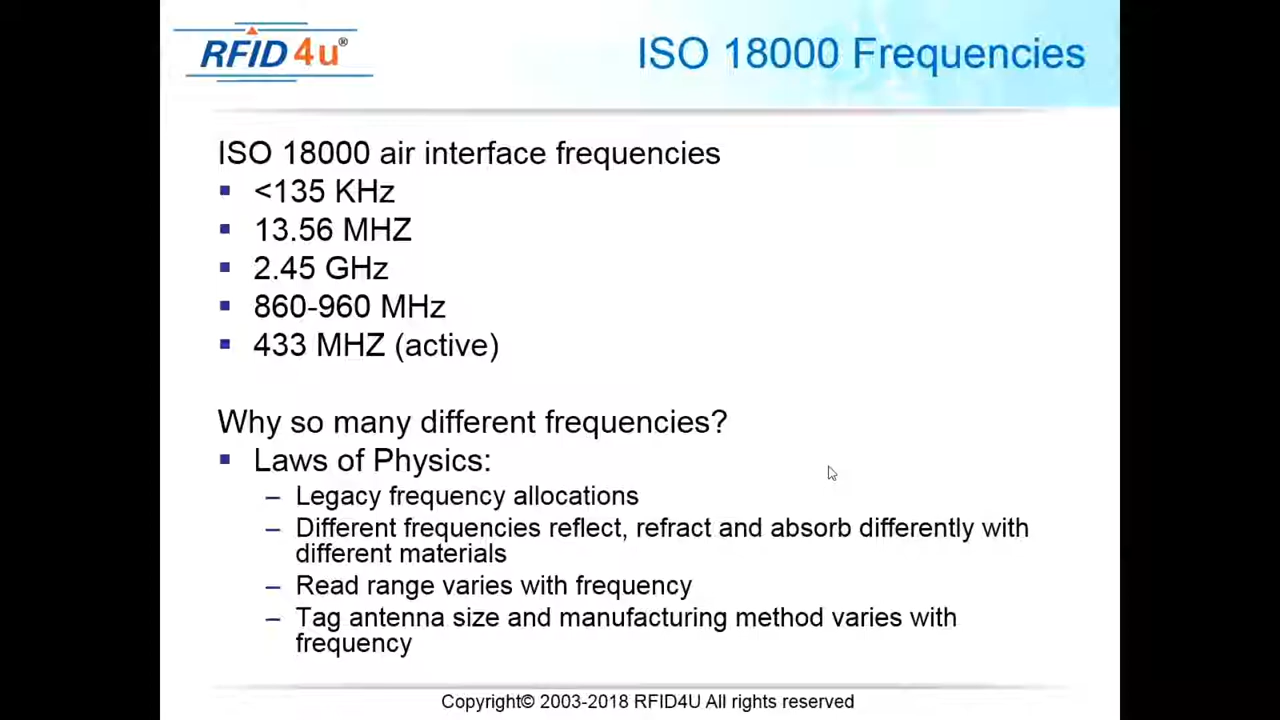 RFID4u®
ISO 18000 Frequencies
ISO 18000 air interface frequencies
▪ <135 KHz
▪ 13.56 MHZ
▪ 2.45 GHz
▪ 860-960 MHz
▪ 433 MHZ (active)
Why so many different frequencies?
▪ Laws of Physics:
– Legacy frequency allocations
– Different frequencies reflect, refract and absorb differently with
different materials
– Read range varies with frequency
– Tag antenna size and manufacturing method varies with
frequency
Copyright© 2003-2018 RFID4U All rights reserved